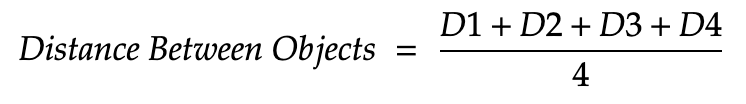 Distance Between Objects = D1 + D2 + D3 + D4
4